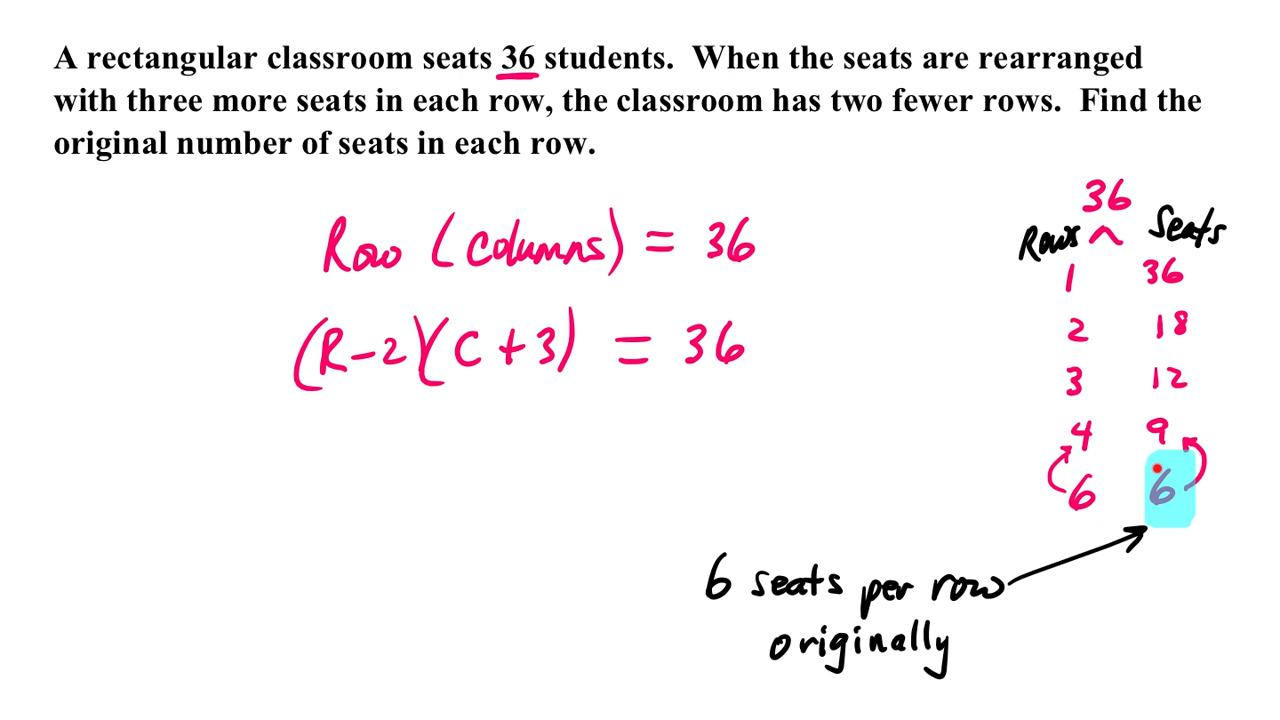 A rectangular classroom seats 36 students. When the seats are rearranged
with three more seats in each row, the classroom has two fewer rows. Find the
original number of seats in each row.
Row (columns) = 36
(R-2)(C+3) = 36
36
Rows Seats
1 36
2 18
3 12
4 9
6 6
6 seats per row
originally